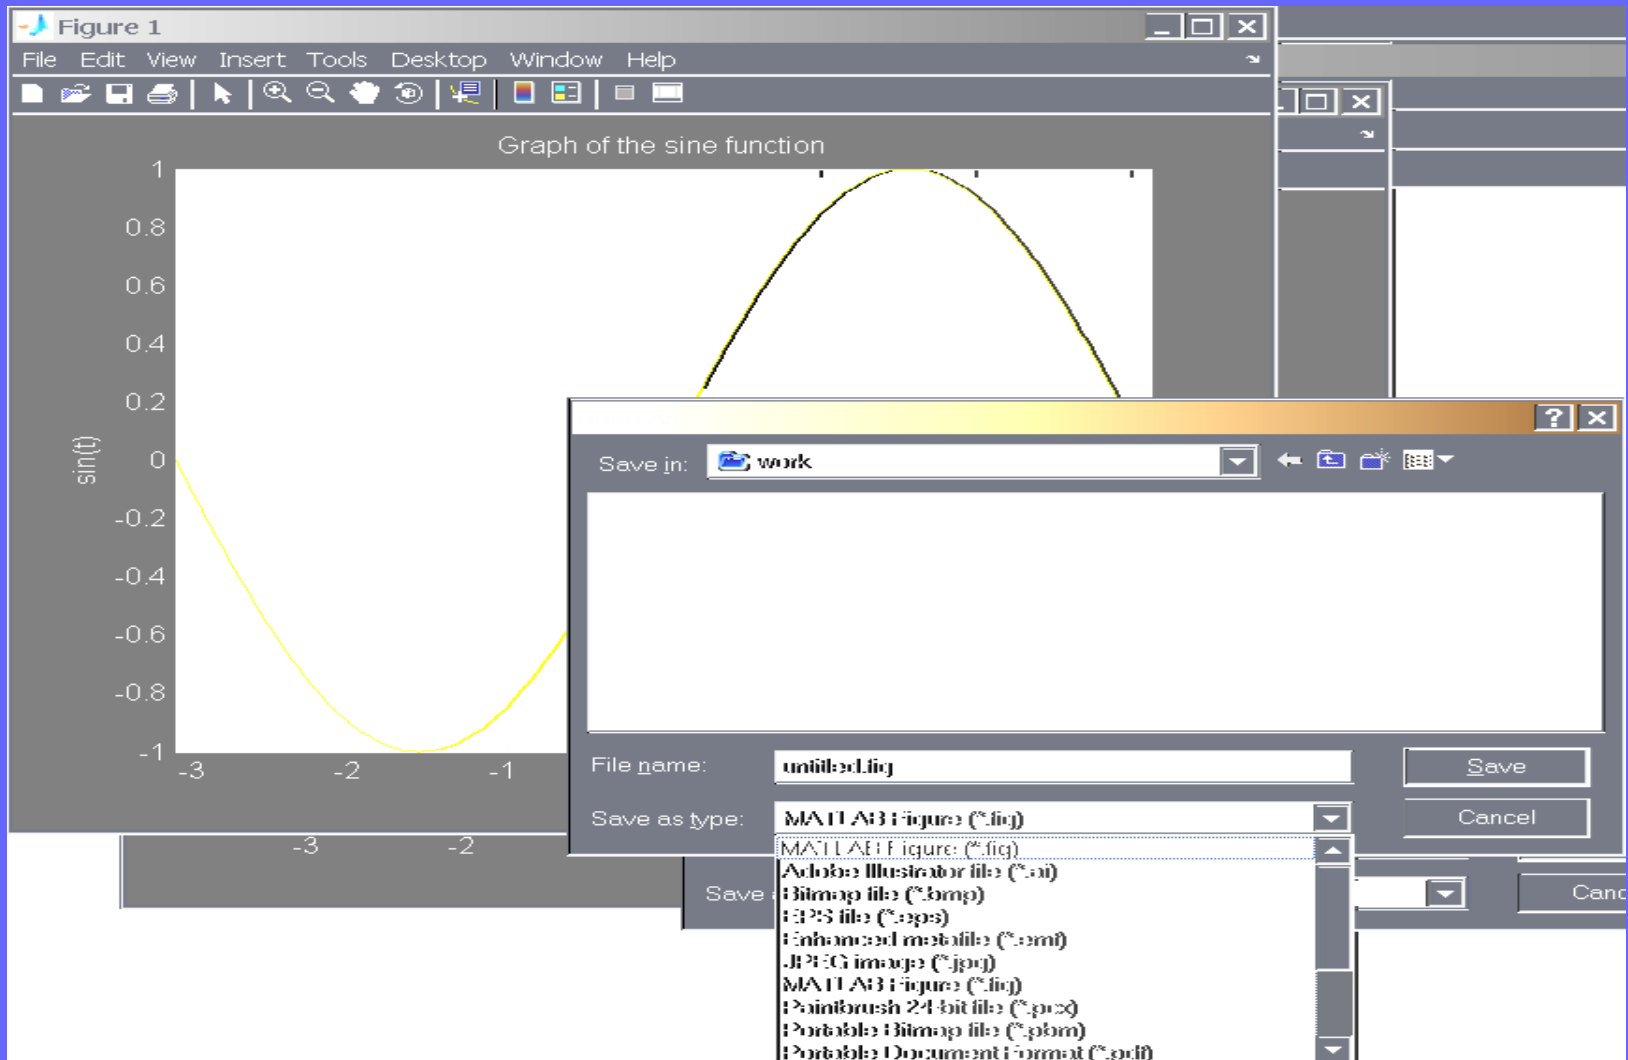 Figure 1
File Edit View Insert Tools Desktop Window Help
Graph of the sine function
1
0.8
0.6
0.4
0.2
0
-0.2
-0.4
-0.6
-0.8
-1
sin(t)
-3 -2 -1
Save in: work
File name: untitled.fig Save
Save as type: MATLAB Figure (*.fig) Cancel
MATLAB Figure (*.fig)
Adobe Illustrator file (*.ai)
Bitmap file (*.bmp)
EPS file (*.eps)
Enhanced metafile (*.emf)
JPEG image (*.jpg)
MATLAB Figure (*.fig)
Paintbrush 24-bit file (*.pcx)
Portable Bitmap file (*.pbm)
Portable Document Format (*.pdf)
-3 -2
Save Canc